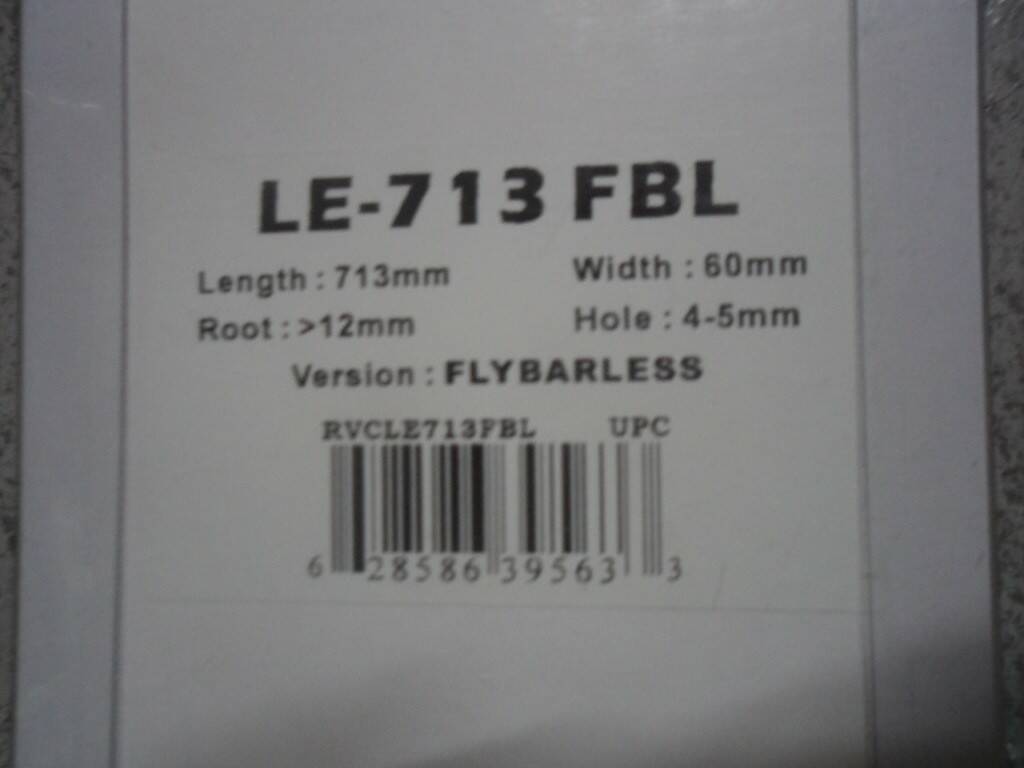 LE-713 FBL
Length : 713mm Width : 60mm
Root : >12mm Hole : 4-5mm
Version : FLYBARLESS
RVCLE713FBL UPC
6 28586 39563 3